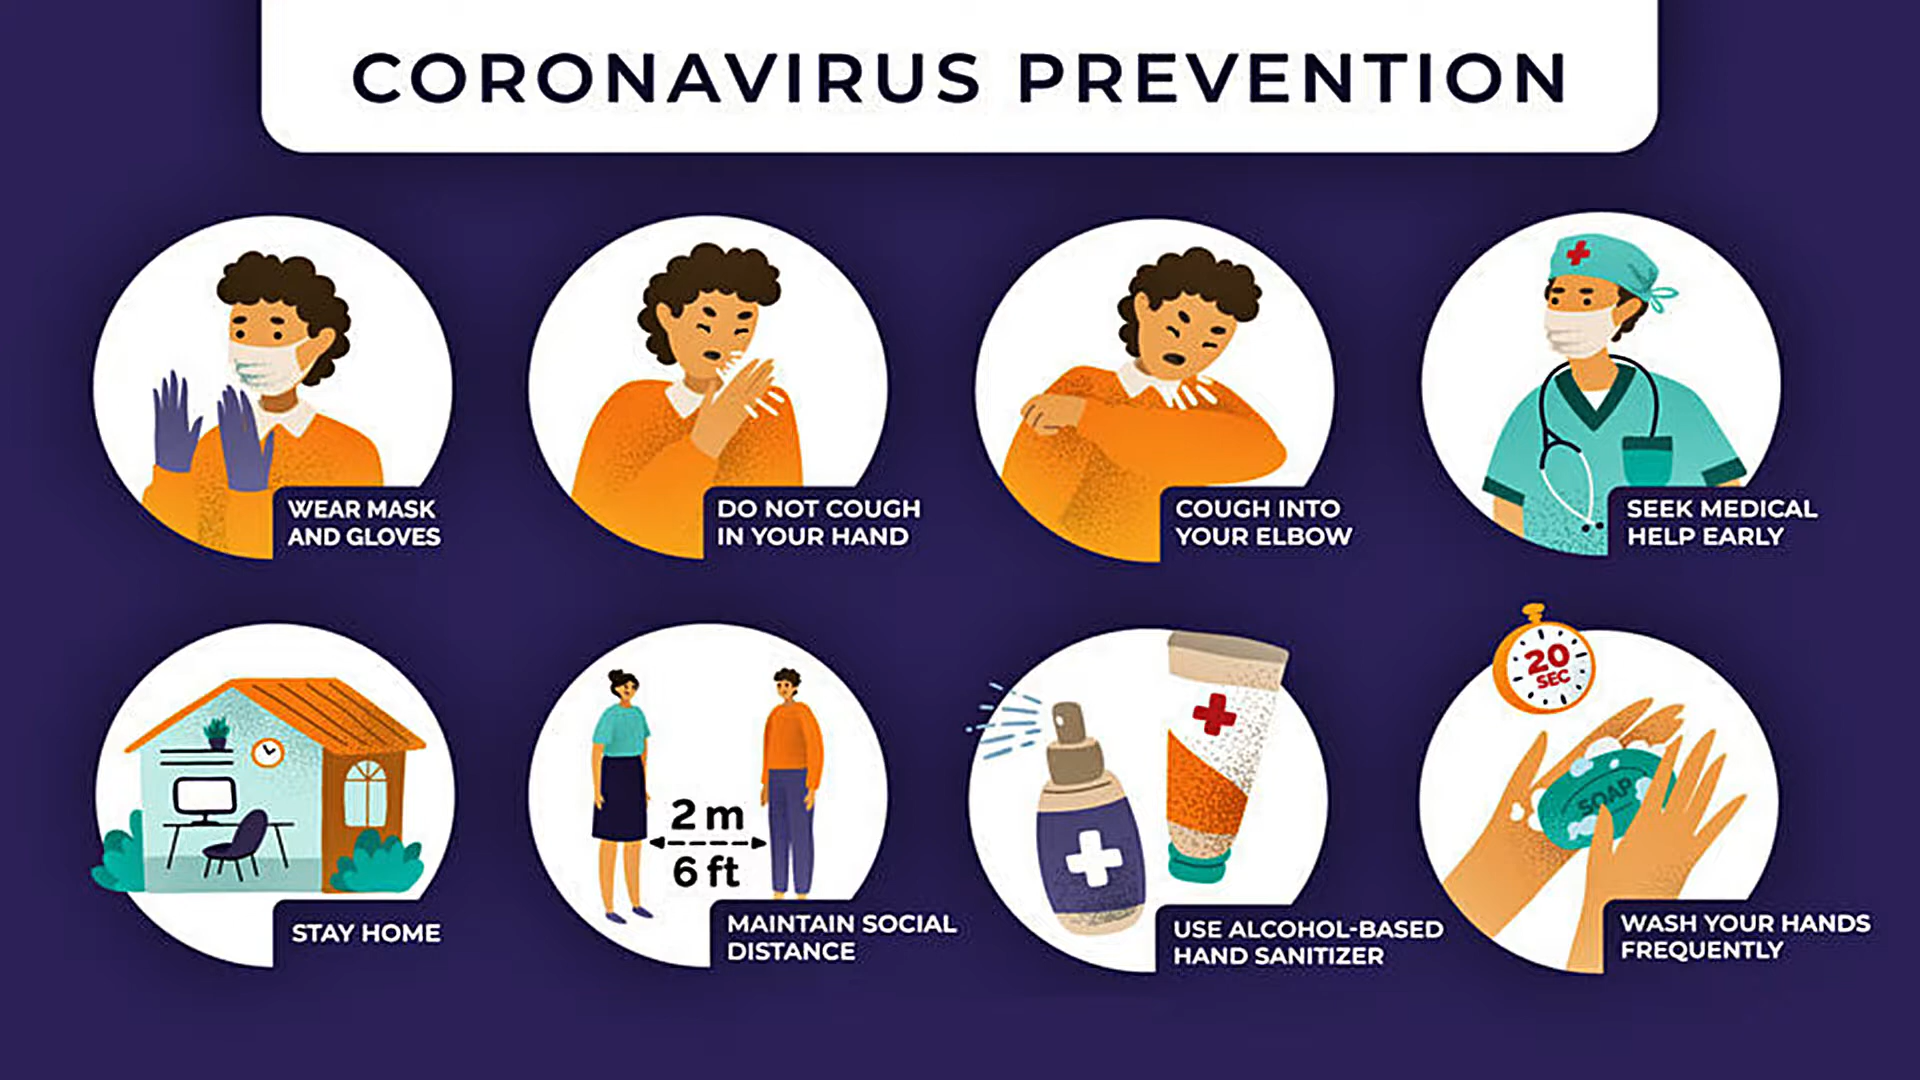 CORONAVIRUS PREVENTION
WEAR MASK
AND GLOVES
DO NOT COUGH
IN YOUR HAND
COUGH INTO
YOUR ELBOW
SEEK MEDICAL
HELP EARLY
STAY HOME
2 m
6 ft
MAINTAIN SOCIAL
DISTANCE
USE ALCOHOL-BASED
HAND SANITIZER
20
SEC
SOAP
WASH YOUR HANDS
FREQUENTLY